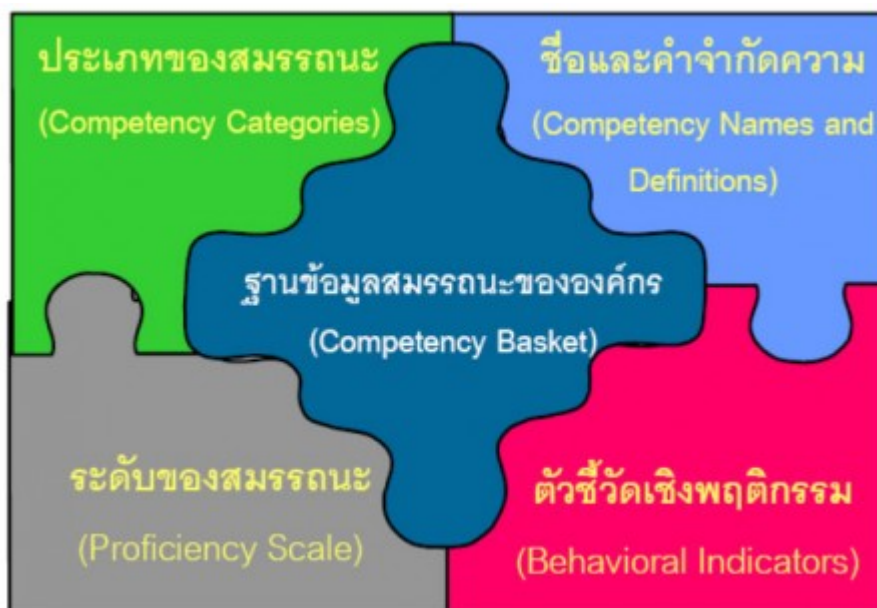 ประเภทของสมรรถนะ
(Competency Categories)
ชื่อและคำจำกัดความ
(Competency Names and
Definitions)
ฐานข้อมูลสมรรถนะขององค์กร
(Competency Basket)
ระดับของสมรรถนะ
(Proficiency Scale)
ตัวชี้วัดเชิงพฤติกรรม
(Behavioral Indicators)